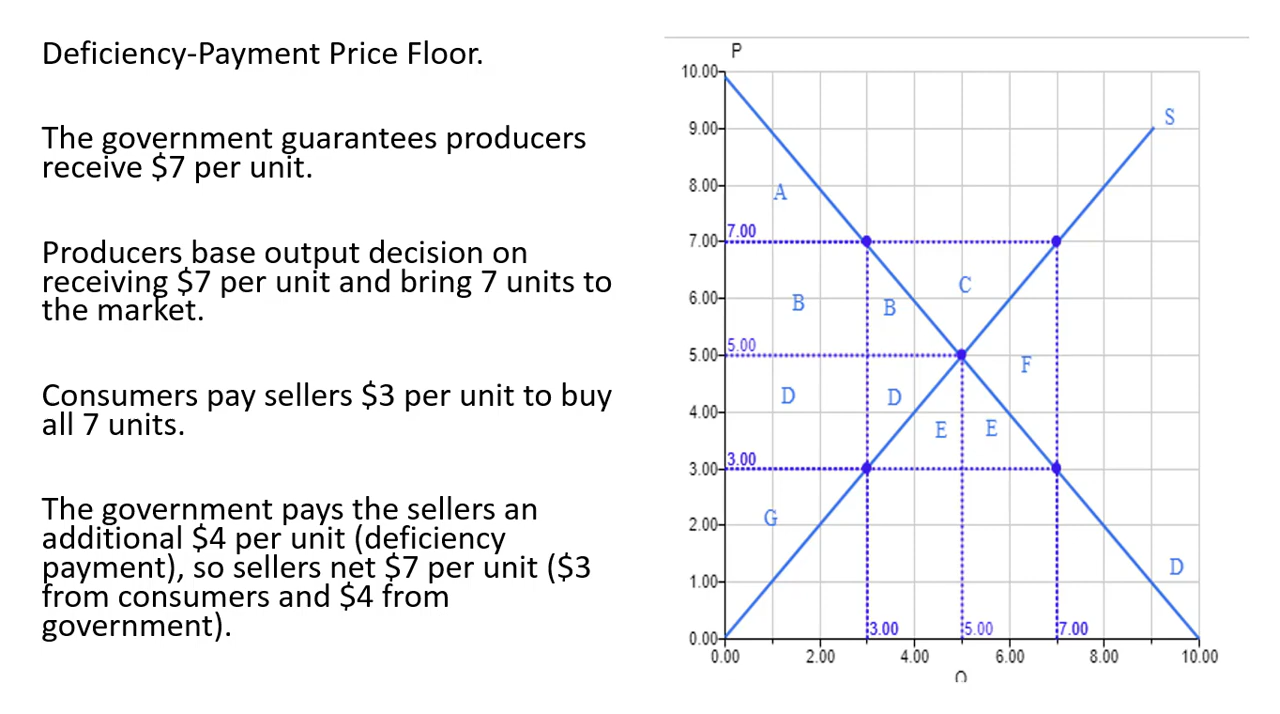 Deficiency-Payment Price Floor.
The government guarantees producers
receive $7 per unit.
Producers base output decision on
receiving $7 per unit and bring 7 units to
the market.
Consumers pay sellers $3 per unit to buy
all 7 units.
The government pays the sellers an
additional $4 per unit (deficiency
payment), so sellers net $7 per unit ($3
from consumers and $4 from
government).
P
10.00
9.00
S
8.00
A
7.00
7.00
6.00
B
B
C
5.00
5.00
F
4.00
D
D
E
E
3.00
3.00
2.00
G
1.00
D
0.00
3.00
5.00
7.00
0.00
2.00
4.00
6.00
8.00
10.00
Q